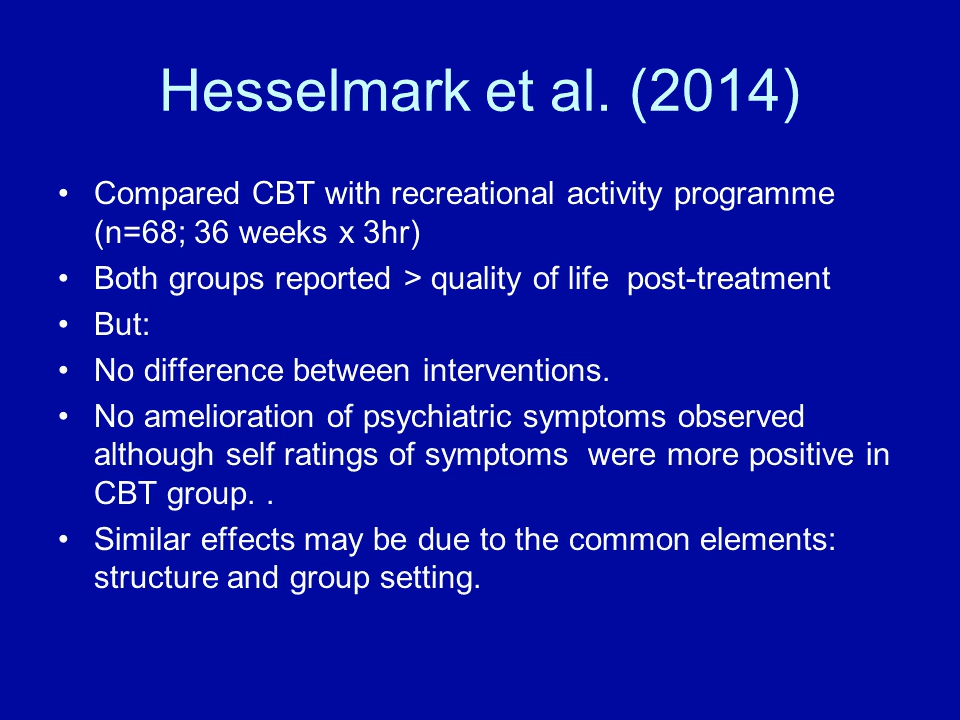 Hesselmark et al. (2014)
• Compared CBT with recreational activity programme
(n=68; 36 weeks x 3hr)
• Both groups reported > quality of life  post-treatment
• But:
• No difference between interventions.
• No amelioration of psychiatric symptoms observed
although self ratings of symptoms  were more positive in
CBT group. .
• Similar effects may be due to the common elements:
structure and group setting.